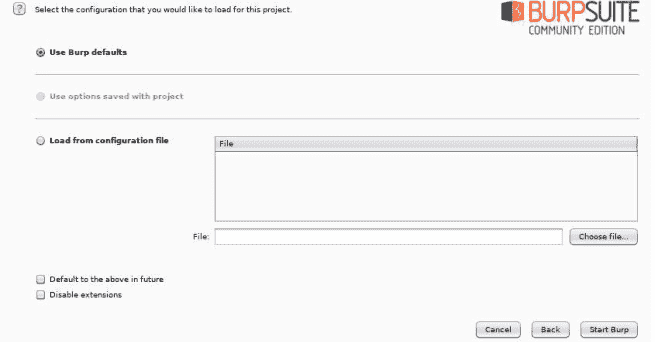 ? Select the configuration that you would like to load for this project.
BURPSUITE
COMMUNITY EDITION
Use Burp defaults
Use options saved with project
Load from configuration file
File
File:
Choose file...
Default to the above in future
Disable extensions
Cancel Back Start Burp